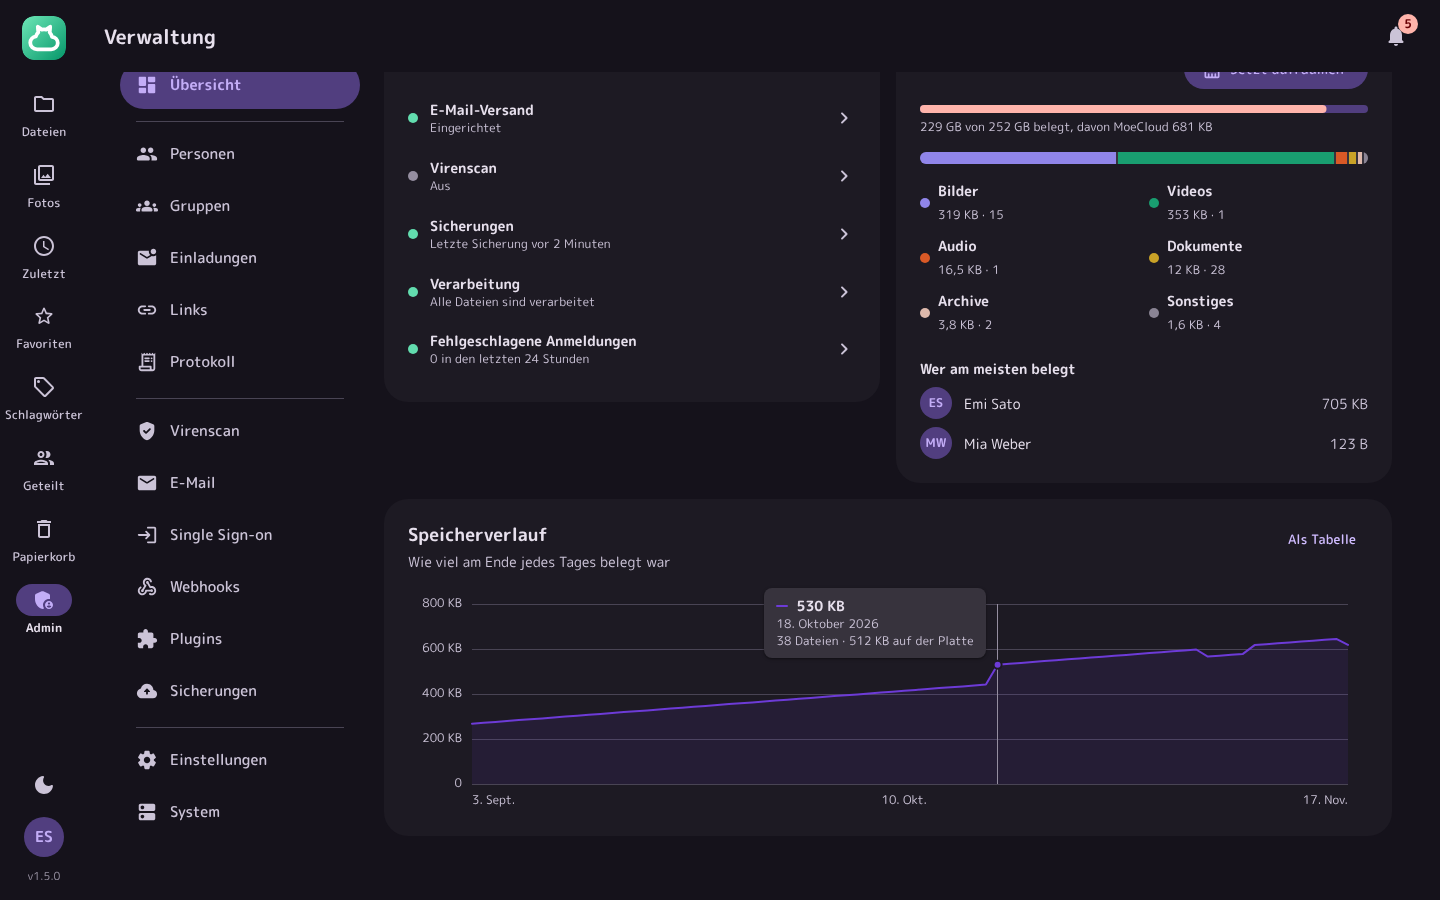 Verwaltung
5
Dateien
Fotos
Zuletzt
Favoriten
Schlagwörter
Geteilt
Papierkorb
Admin
ES
v1.5.0
Übersicht
Personen
Gruppen
Einladungen
Links
Protokoll
Virenscan
E-Mail
Single Sign-on
Webhooks
Plugins
Sicherungen
Einstellungen
System
E-Mail-Versand
Eingerichtet
Virenscan
Aus
Sicherungen
Letzte Sicherung vor 2 Minuten
Verarbeitung
Alle Dateien sind verarbeitet
Fehlgeschlagene Anmeldungen
0 in den letzten 24 Stunden
Jetzt aufräumen
229 GB von 252 GB belegt, davon MoeCloud 681 KB
Bilder
319 KB · 15
Videos
353 KB · 1
Audio
16,5 KB · 1
Dokumente
12 KB · 28
Archive
3,8 KB · 2
Sonstiges
1,6 KB · 4
Wer am meisten belegt
ES Emi Sato 705 KB
MW Mia Weber 123 B
Speicherverlauf
Als Tabelle
Wie viel am Ende jedes Tages belegt war
800 KB
600 KB
400 KB
200 KB
0
530 KB
18. Oktober 2026
38 Dateien · 512 KB auf der Platte
3. Sept.
10. Okt.
17. Nov.